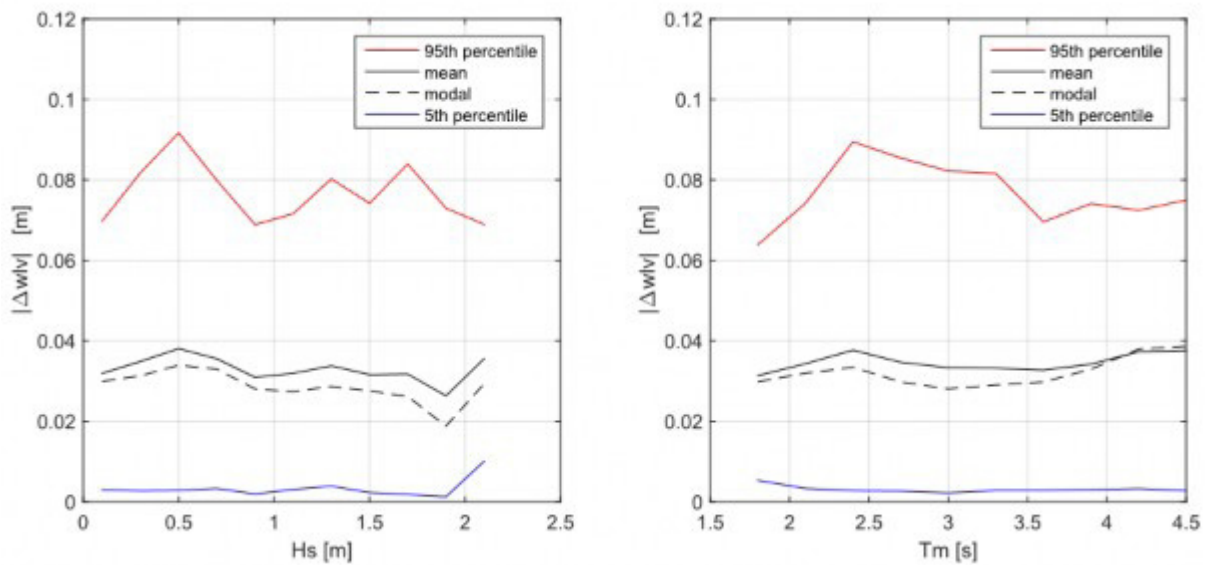 0.12
0.1
0.08
0.06
0.04
0.02
0
|Δwlv| [m]
95th percentile
mean
modal
5th percentile
0 0.5 1 1.5 2 2.5
Hs [m]
0.12
0.1
0.08
0.06
0.04
0.02
0
|Δwlv| [m]
95th percentile
mean
modal
5th percentile
1.5 2 2.5 3 3.5 4 4.5
Tm [s]